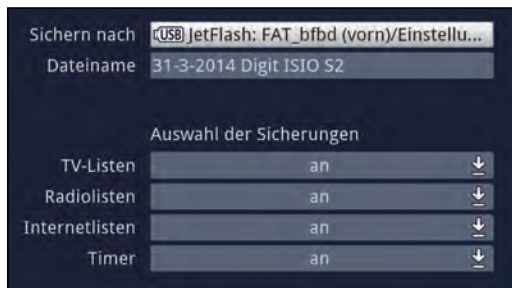 Sichern nach USB JetFlash: FAT_bfbd (vorn)/Einstellu...
Dateiname 31-3-2014 Digit ISIO S2
Auswahl der Sicherungen
TV-Listen an
Radiolisten an
Internetlisten an
Timer an